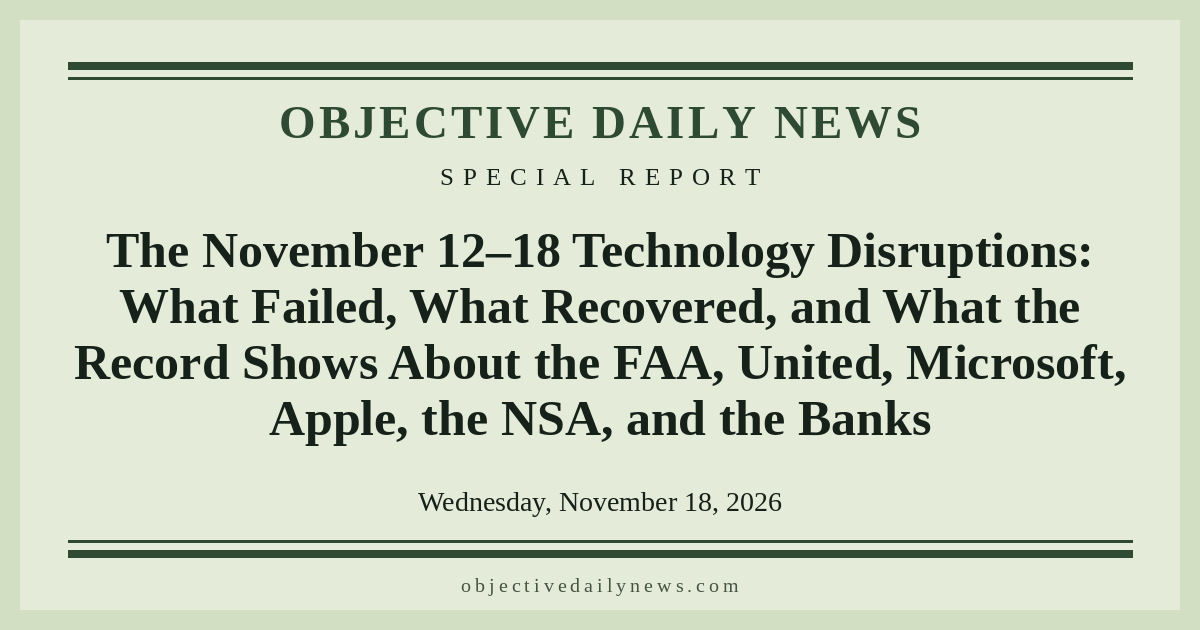 OBJECTIVE DAILY NEWS
SPECIAL REPORT
The November 12–18 Technology Disruptions:
What Failed, What Recovered, and What the
Record Shows About the FAA, United, Microsoft,
Apple, the NSA, and the Banks
Wednesday, November 18, 2026
objectivedailynews.com